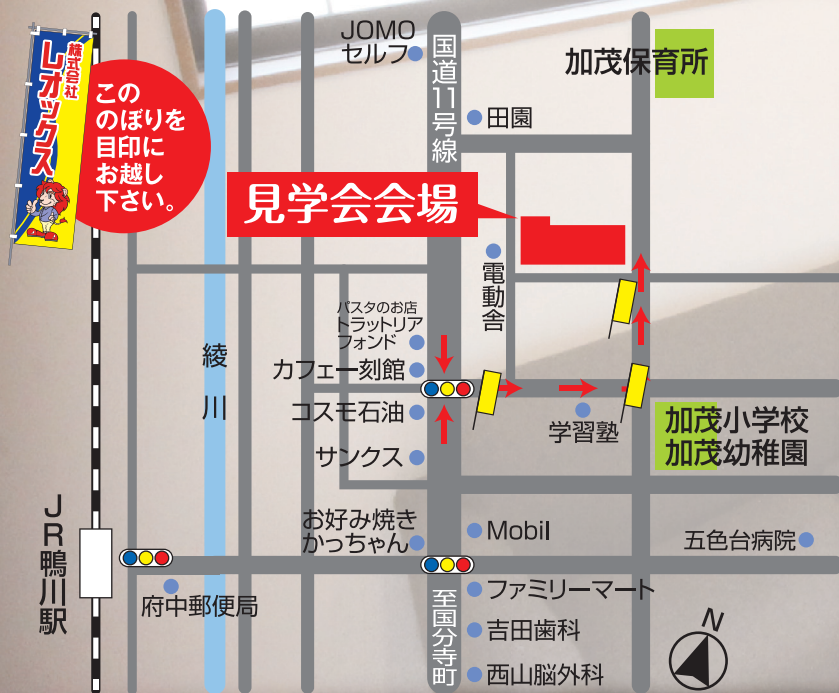 株式会社
レオックス
この
のぼりを
目印に
お越し
下さい。
JOMO
セルフ
国道11号線
加茂保育所
田園
見学会会場
電動舎
パスタのお店
トラットリア
フォンド
カフェ一刻館
綾川
コスモ石油
学習塾
加茂小学校
加茂幼稚園
サンクス
お好み焼き
かっちゃん
Mobil
五色台病院
JR鴨川駅
府中郵便局
ファミリーマート
至国分寺町
吉田歯科
西山脳外科
N